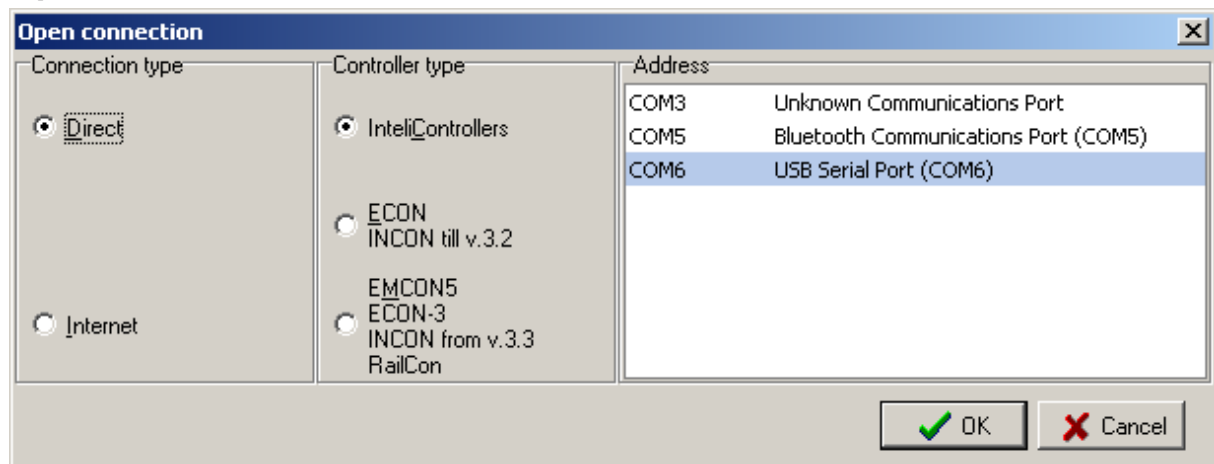 Open connection
Connection type
Direct
Internet
Controller type
InteliControllers
ECON
INCON till v.3.2
EMCON5
ECON-3
INCON from v.3.3
RailCon
Address
COM3 Unknown Communications Port
COM5 Bluetooth Communications Port (COM5)
COM6 USB Serial Port (COM6)
OK
Cancel